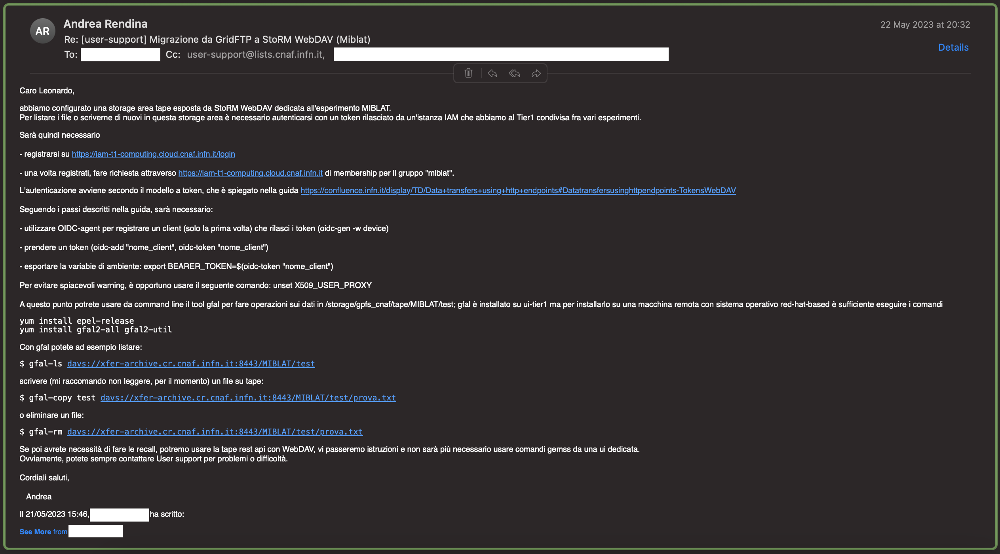 AR
Andrea Rendina
22 May 2023 at 20:32
Re: [user-support] Migrazione da GridFTP a StoRM WebDAV (Miblat)
To: Cc: user-support@lists.cnaf.infn.it,
Details
Caro Leonardo,
abbiamo configurato una storage area tape esposta da StoRM WebDAV dedicata all'esperimento MIBLAT.
Per listare i file o scriverne di nuovi in questa storage area è necessario autenticarsi con un token rilasciato da un'istanza IAM che abbiamo al Tier1 condivisa fra vari esperimenti.
Sarà quindi necessario
- registrarsi su https://iam-t1-computing.cloud.cnaf.infn.it/login
- una volta registrati, fare richiesta attraverso https://iam-t1-computing.cloud.cnaf.infn.it di membership per il gruppo "miblat".
L'autenticazione avviene secondo il modello a token, che è spiegato nella guida https://confluence.infn.it/display/TD/Data+transfers+using+http+endpoints#Datatransfersusinghttpendpoints-TokensWebDAV
Seguendo i passi descritti nella guida, sarà necessario:
- utilizzare OIDC-agent per registrare un client (solo la prima volta) che rilasci i token (oidc-gen -w device)
- prendere un token (oidc-add "nome_client", oidc-token "nome_client")
- esportare la variabie di ambiente: export BEARER_TOKEN=$(oidc-token "nome_client")
Per evitare spiacevoli warning, è opportuno usare il seguente comando: unset X509_USER_PROXY
A questo punto potrete usare da command line il tool gfal per fare operazioni sui dati in /storage/gpfs_cnaf/tape/MIBLAT/test; gfal è installato su ui-tier1 ma per installarlo su una macchina remota con sistema operativo red-hat-based è sufficiente eseguire i comandi
yum install epel-release
yum install gfal2-all gfal2-util
Con gfal potete ad esempio listare:
$ gfal-ls davs://xfer-archive.cr.cnaf.infn.it:8443/MIBLAT/test
scrivere (mi raccomando non leggere, per il momento) un file su tape:
$ gfal-copy test davs://xfer-archive.cr.cnaf.infn.it:8443/MIBLAT/test/prova.txt
o eliminare un file:
$ gfal-rm davs://xfer-archive.cr.cnaf.infn.it:8443/MIBLAT/test/prova.txt
Se poi avrete necessità di fare le recall, potremo usare la tape rest api con WebDAV, vi passeremo istruzioni e non sarà più necessario usare comandi gemss da una ui dedicata.
Ovviamente, potete sempre contattare User support per problemi o difficoltà.
Cordiali saluti,
Andrea
Il 21/05/2023 15:46, ha scritto:
See More from